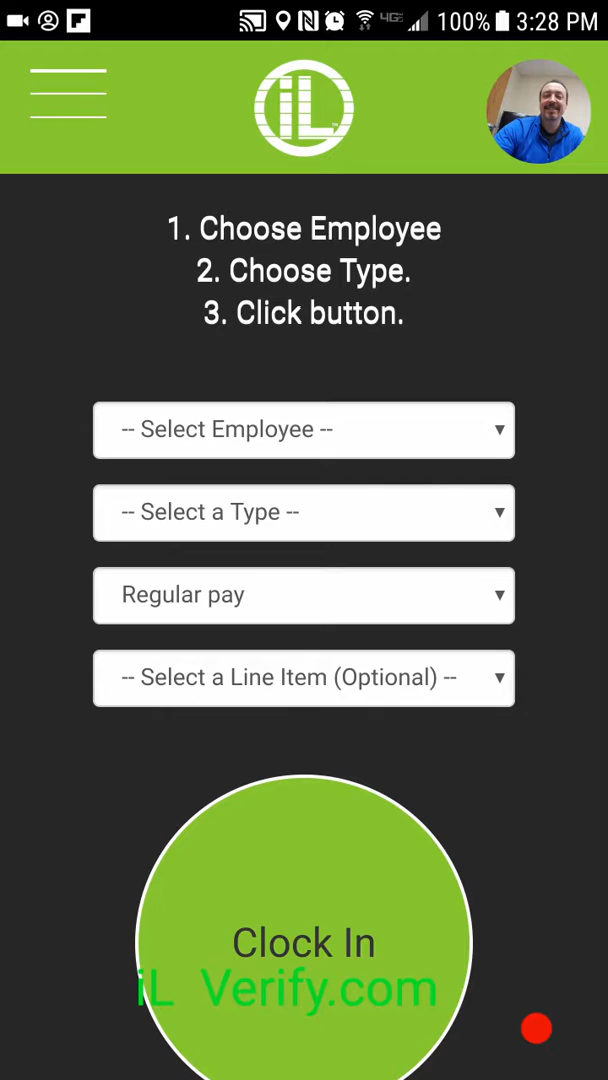 4G
100%
3:28 PM
iL
1. Choose Employee
2. Choose Type.
3. Click button.
-- Select Employee --
-- Select a Type --
Regular pay
-- Select a Line Item (Optional) --
Clock In
iL Verify.com